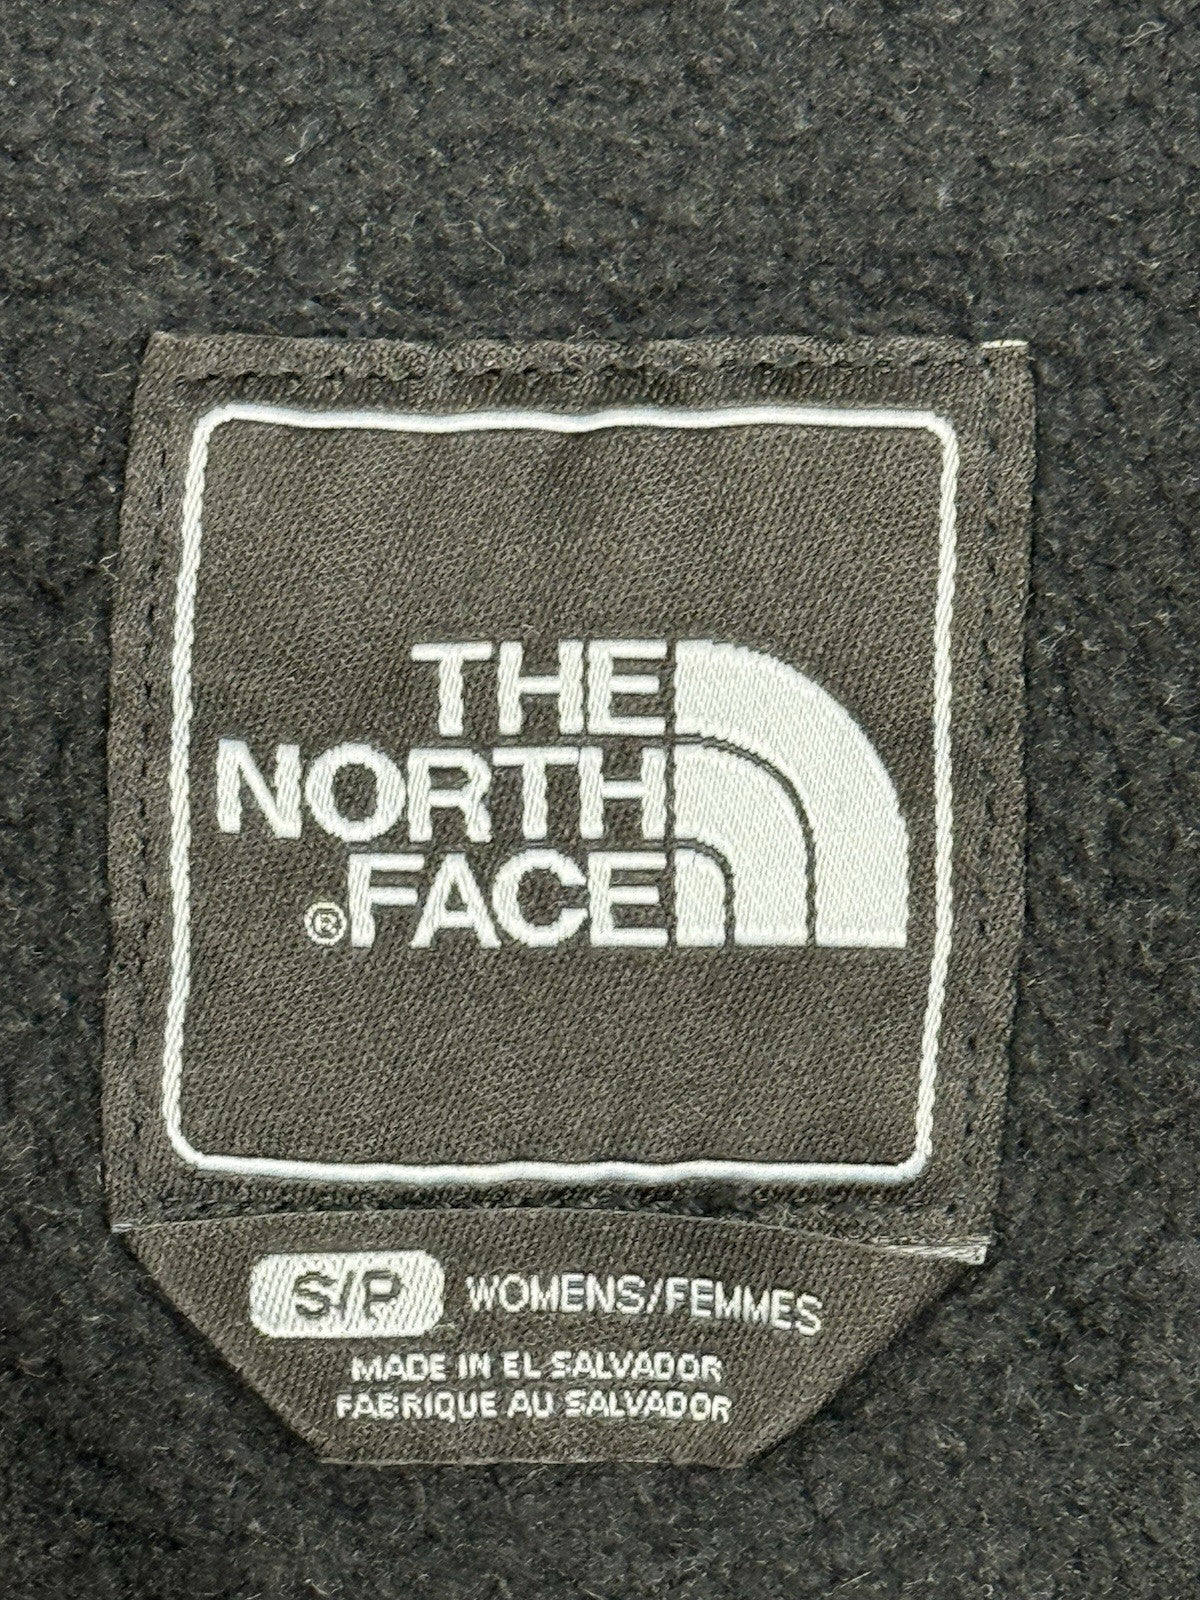 THE
NORTH
®FACE
S/P WOMENS/FEMMES
MADE IN EL SALVADOR
FABRIQUE AU SALVADOR